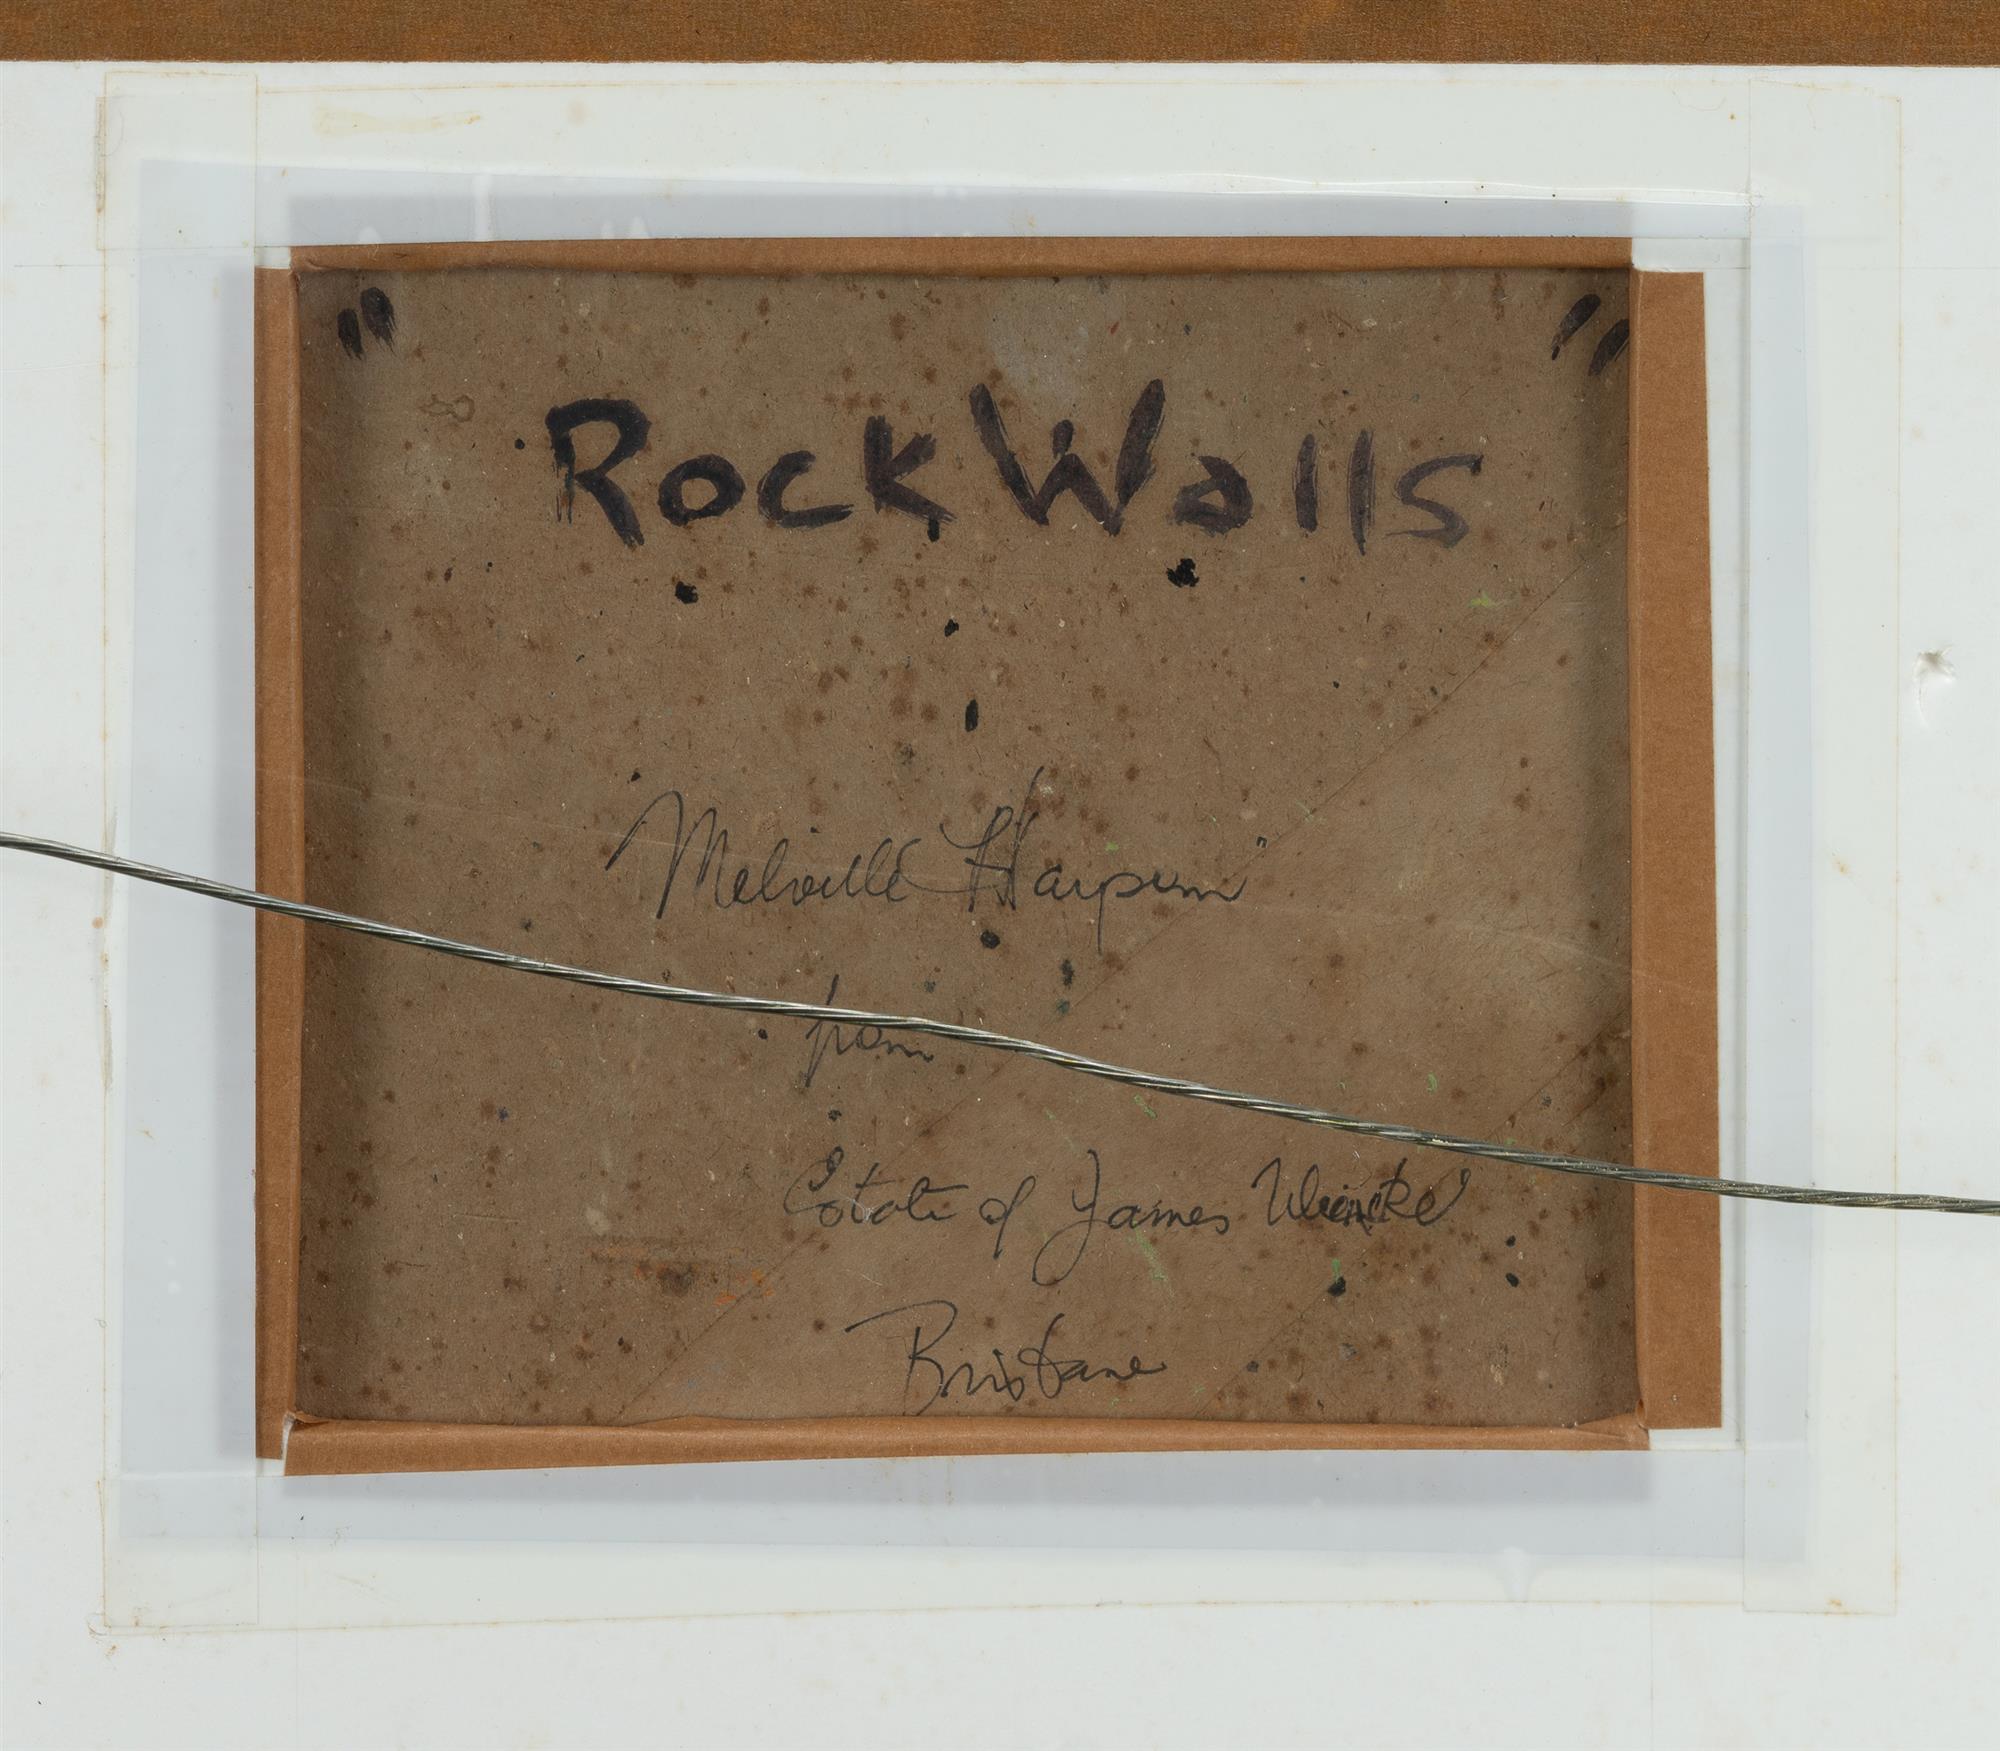 "Rock Walls"
Melville Haysom"
from
Estate of James Wieneke
Brisbane